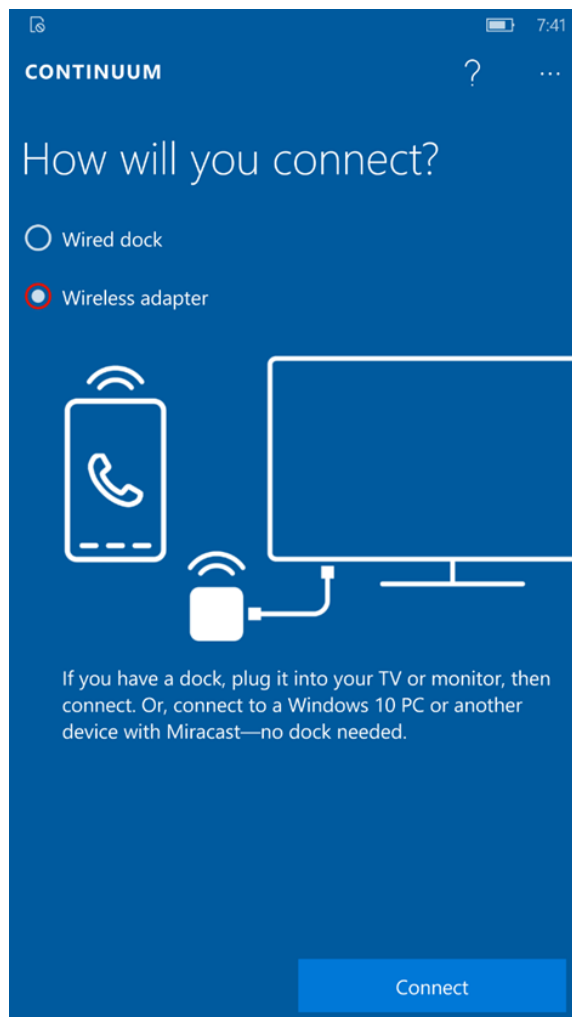 7:41
CONTINUUM
?
...
How will you connect?
Wired dock
Wireless adapter
If you have a dock, plug it into your TV or monitor, then
connect. Or, connect to a Windows 10 PC or another
device with Miracast—no dock needed.
Connect